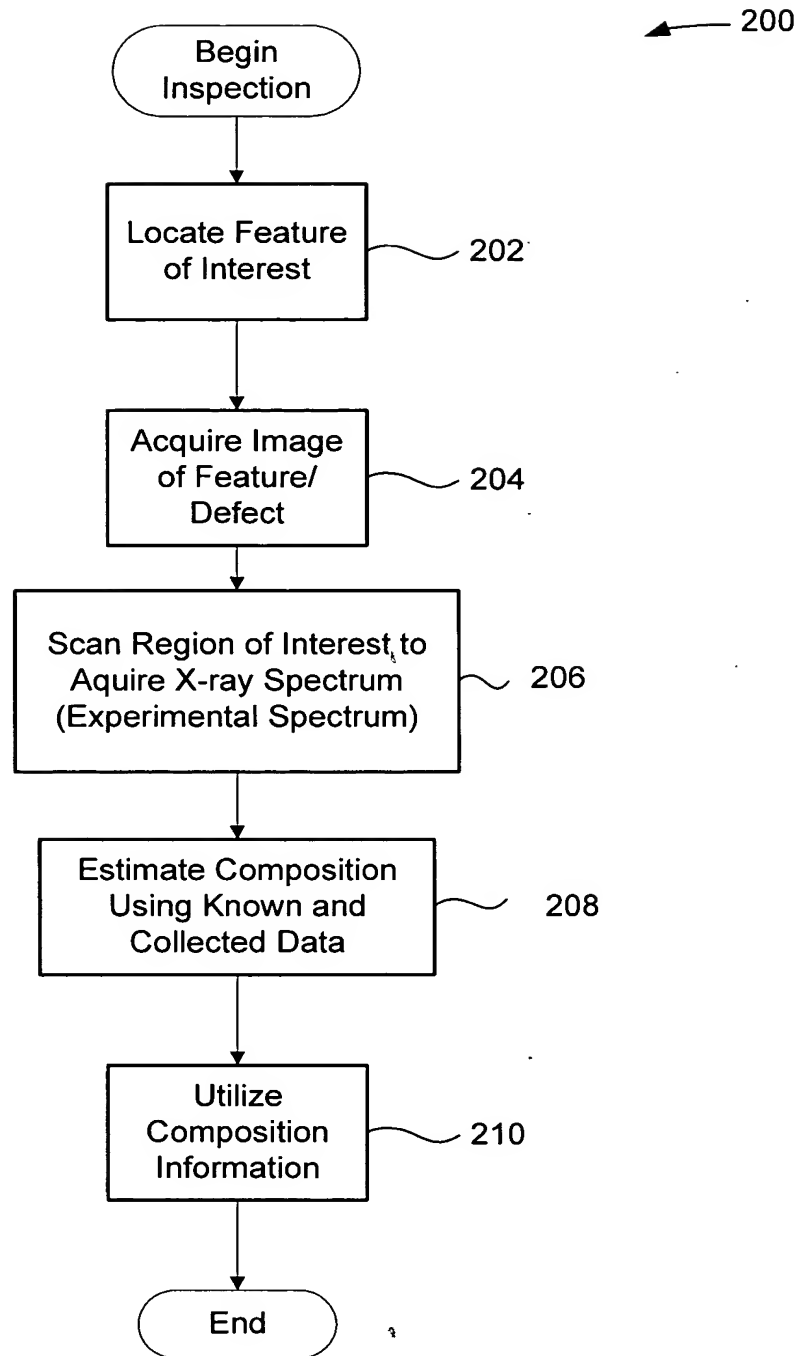 200
Begin
Inspection
Locate Feature
of Interest
202
Acquire Image
of Feature/
Defect
204
Scan Region of Interest to
Aquire X-ray Spectrum
(Experimental Spectrum)
206
Estimate Composition
Using Known and
Collected Data
208
Utilize
Composition
Information
210
End